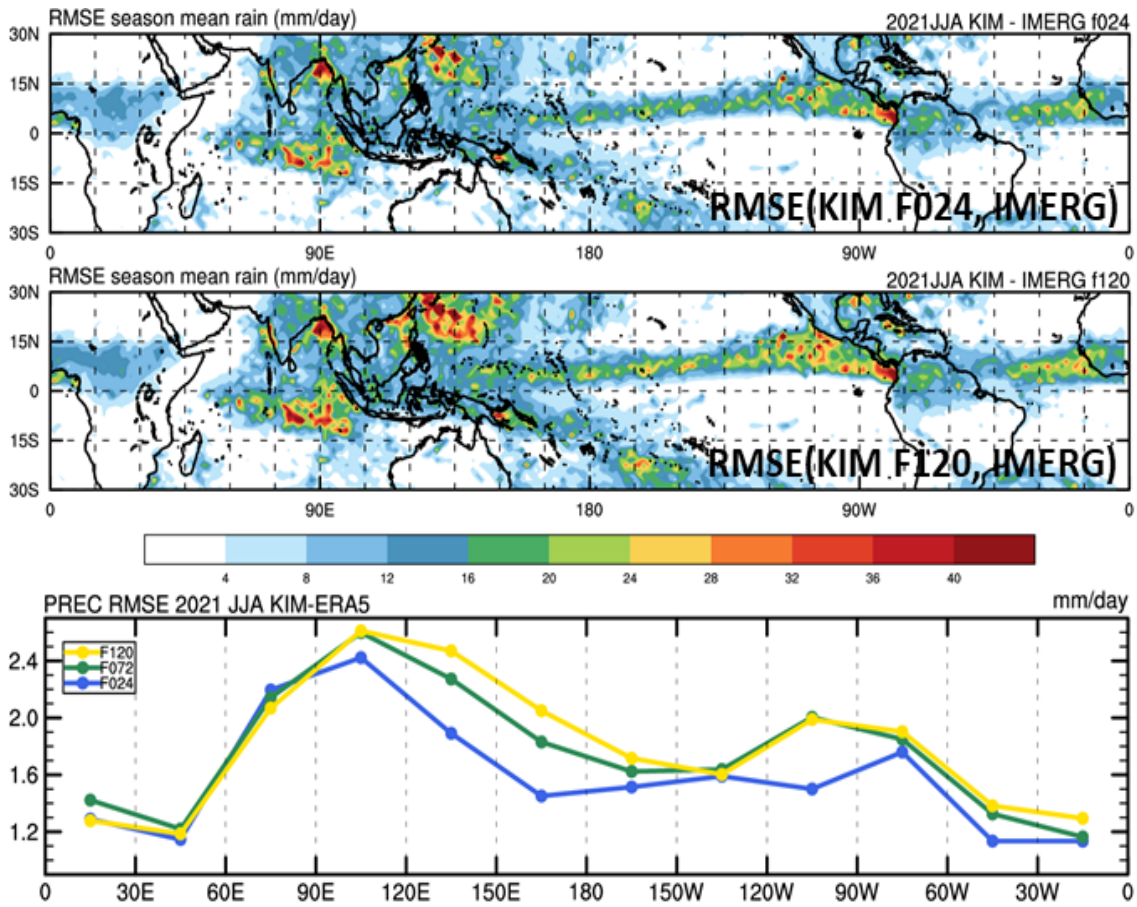 RMSE season mean rain (mm/day) 2021JJA KIM - IMERG f024
30N
15N
0
15S
30S
RMSE(KIM F024, IMERG)
0 90E 180 90W 0
RMSE season mean rain (mm/day) 2021JJA KIM - IMERG f120
30N
15N
0
15S
30S
RMSE(KIM F120, IMERG)
0 90E 180 90W 0
4 8 12 16 20 24 28 32 36 40
PREC RMSE 2021 JJA KIM-ERA5 mm/day
F120
F072
F024
2.4
2.0
1.6
1.2
0 30E 60E 90E 120E 150E 180 150W 120W 90W 60W 30W 0